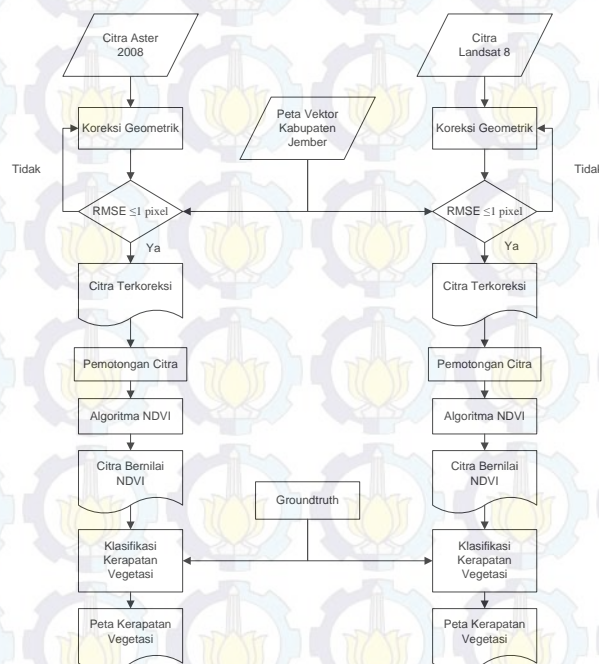 Citra Aster
2008
Citra
Landsat 8
Koreksi Geometrik
Peta Vektor
Kabupaten
Jember
Koreksi Geometrik
Tidak
Tidak
RMSE ≤1 pixel
RMSE ≤1 pixel
Ya
Ya
Citra Terkoreksi
Citra Terkoreksi
Pemotongan Citra
Pemotongan Citra
Algoritma NDVI
Algoritma NDVI
Citra Bernilai
NDVI
Citra Bernilai
NDVI
Groundtruth
Klasifikasi
Kerapatan
Vegetasi
Klasifikasi
Kerapatan
Vegetasi
Peta Kerapatan
Vegetasi
Peta Kerapatan
Vegetasi